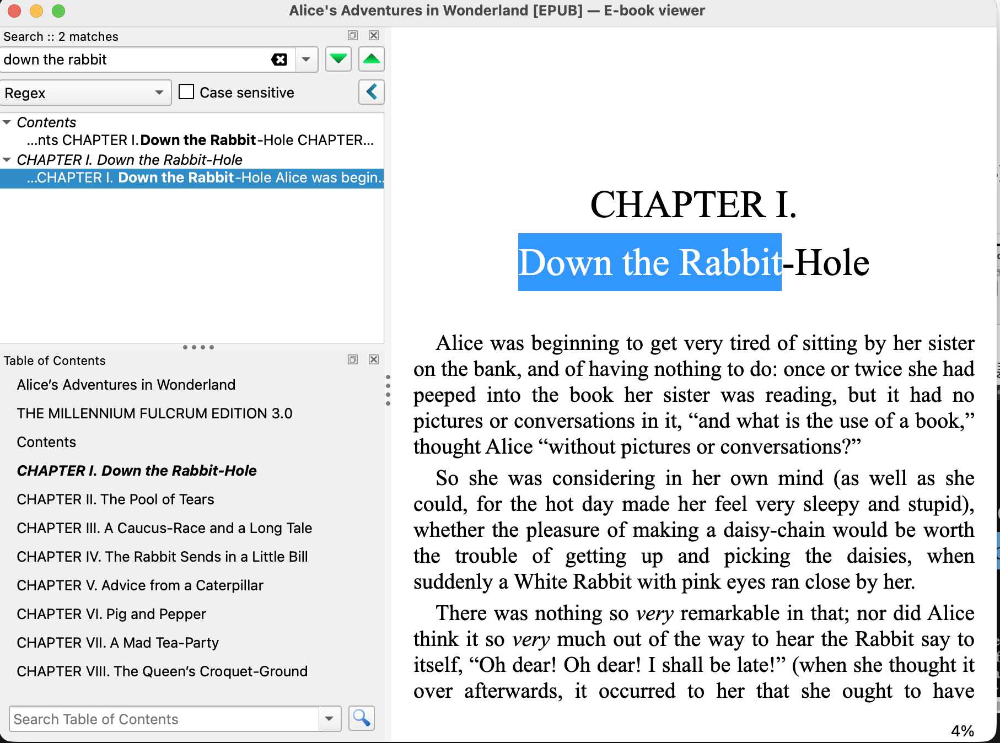 Alice's Adventures in Wonderland [EPUB] — E-book viewer
Search :: 2 matches
down the rabbit
Regex
Case sensitive
Contents
...nts CHAPTER I.Down the Rabbit-Hole CHAPTER...
CHAPTER I. Down the Rabbit-Hole
...CHAPTER I. Down the Rabbit-Hole Alice was begin..
Table of Contents
Alice’s Adventures in Wonderland
THE MILLENNIUM FULCRUM EDITION 3.0
Contents
CHAPTER I. Down the Rabbit-Hole
CHAPTER II. The Pool of Tears
CHAPTER III. A Caucus-Race and a Long Tale
CHAPTER IV. The Rabbit Sends in a Little Bill
CHAPTER V. Advice from a Caterpillar
CHAPTER VI. Pig and Pepper
CHAPTER VII. A Mad Tea-Party
CHAPTER VIII. The Queen’s Croquet-Ground
Search Table of Contents
CHAPTER I.
Down the Rabbit-Hole
Alice was beginning to get very tired of sitting by her sister
on the bank, and of having nothing to do: once or twice she had
peeped into the book her sister was reading, but it had no
pictures or conversations in it, “and what is the use of a book,”
thought Alice “without pictures or conversations?”
So she was considering in her own mind (as well as she
could, for the hot day made her feel very sleepy and stupid),
whether the pleasure of making a daisy-chain would be worth
the trouble of getting up and picking the daisies, when
suddenly a White Rabbit with pink eyes ran close by her.
There was nothing so very remarkable in that; nor did Alice
think it so very much out of the way to hear the Rabbit say to
itself, “Oh dear! Oh dear! I shall be late!” (when she thought it
over afterwards, it occurred to her that she ought to have
4%